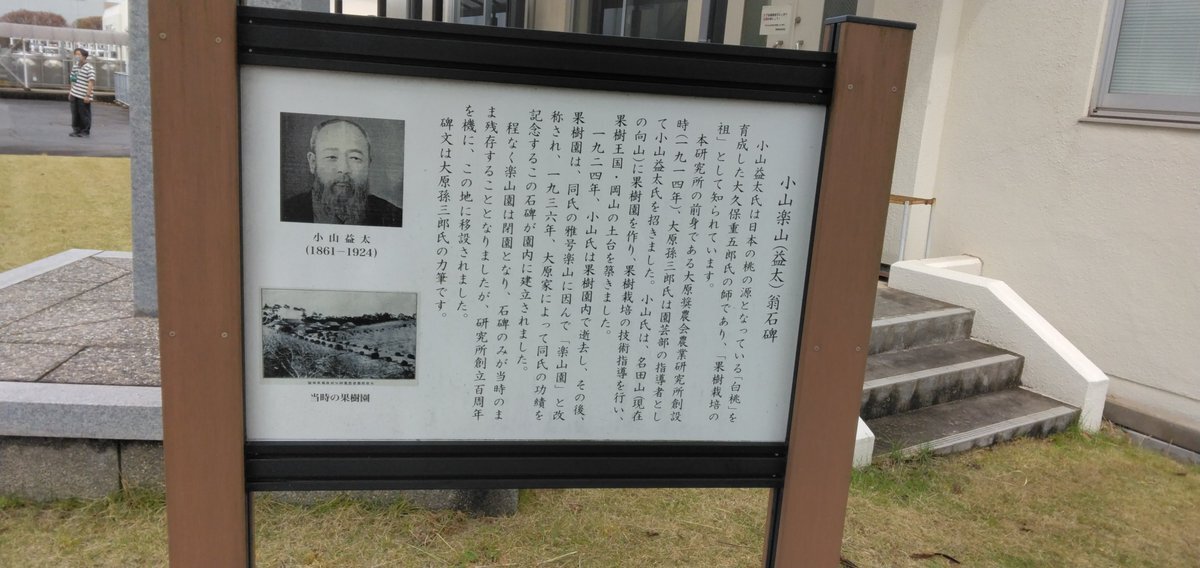 小山楽山(益太)翁石碑
小山益太氏は日本の桃の源となっている「白桃」を
育成した大久保重五郎氏の師であり、「果樹栽培の
祖」として知られています。
本研究所の前身である大原奨農会農業研究所創設
時(一九一四年)、大原孫三郎氏は園芸部の指導者とし
て小山益太氏を招きました。小山氏は、名田山(現在
の向山)に果樹園を作り、果樹栽培の技術指導を行い、
果樹王国・岡山の土台を築きました。
一九二四年、小山氏は果樹園内で逝去し、その後、
果樹園は、同氏の雅号楽山に因んで「楽山園」と改
称され、一九三六年、大原家によって同氏の功績を
記念するこの石碑が園内に建立されました。
程なく楽山園は閉園となり、石碑のみが当時のま
ま残存することとなりましたが、研究所創立百周年
を機に、この地に移設されました。
碑文は大原孫三郎氏の力筆です。
小山益太
(1861-1924)
当時の果樹園